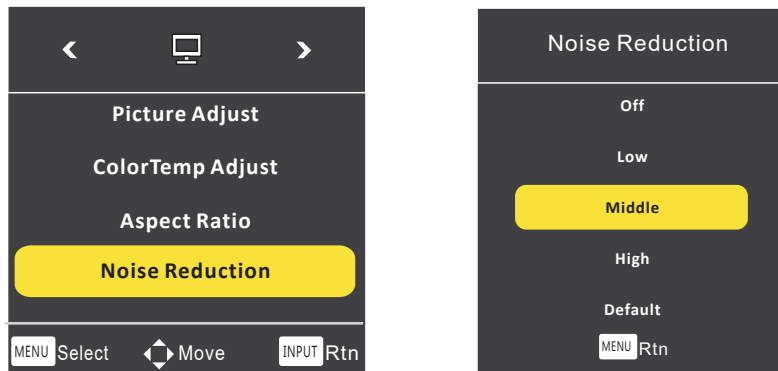 Picture Adjust
ColorTemp Adjust
Aspect Ratio
Noise Reduction
MENU Select Move INPUT Rtn
Noise Reduction
Off
Low
Middle
High
Default
MENU Rtn